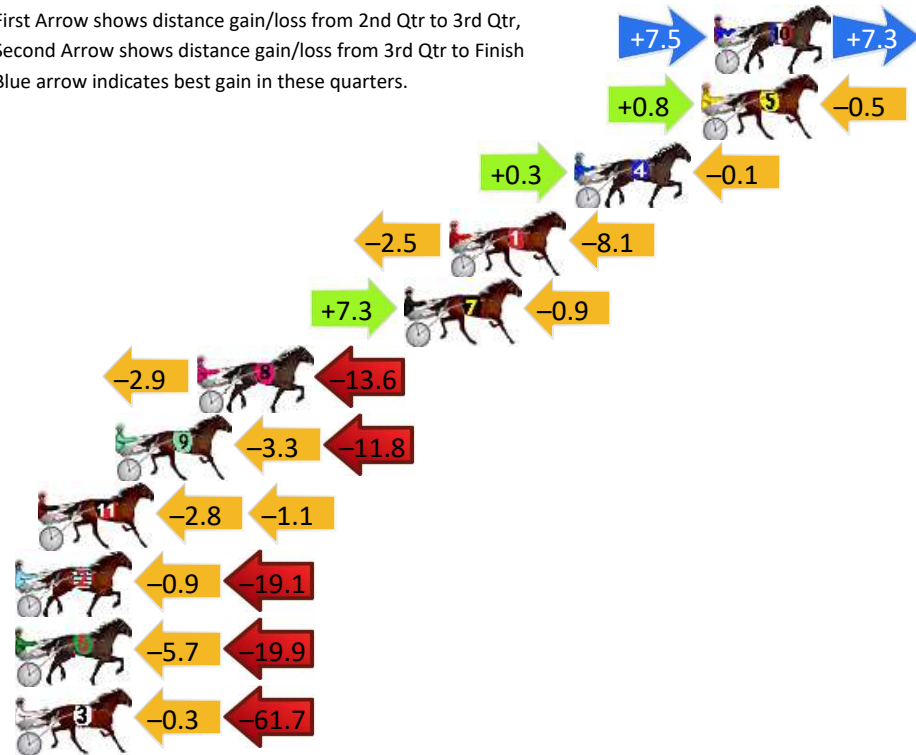 First Arrow shows distance gain/loss from 2nd Qtr to 3rd Qtr,
Second Arrow shows distance gain/loss from 3rd Qtr to Finish
Blue arrow indicates best gain in these quarters.
+7.5 10 +7.3
+0.8 5 –0.5
+0.3 4 –0.1
–2.5 1 –8.1
+7.3 7 –0.9
–2.9 8 –13.6
9 –3.3 –11.8
11 –2.8 –1.1
2 –0.9 –19.1
6 –5.7 –19.9
3 –0.3 –61.7